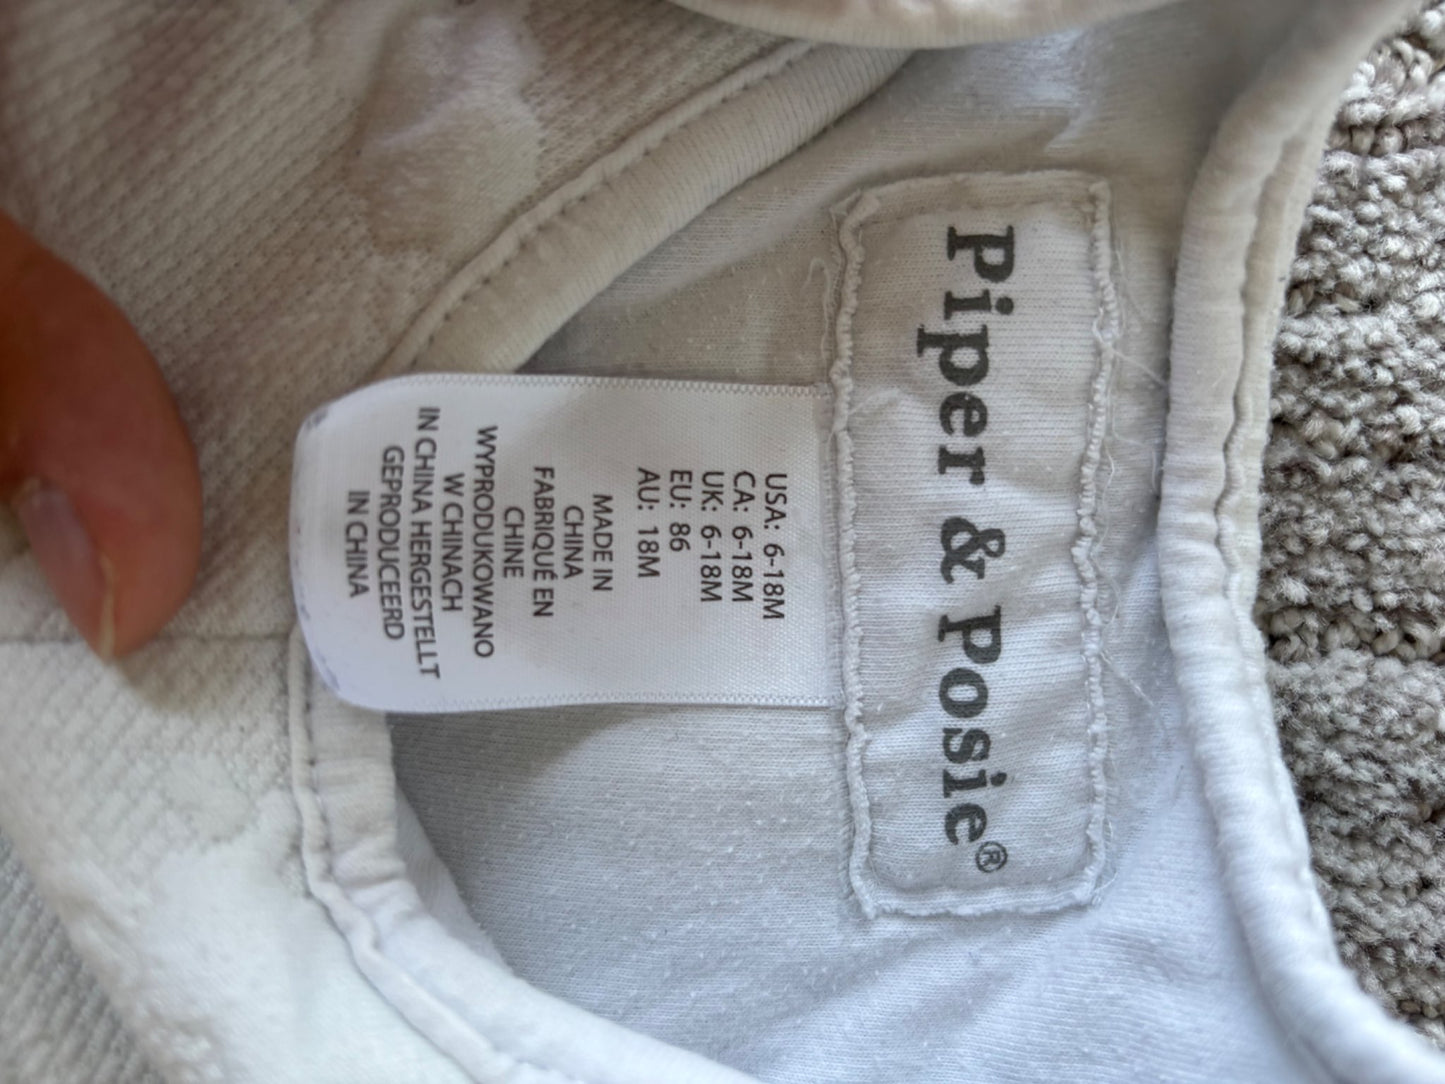 Piper & Posie®
USA: 6-18M
CA: 6-18M
UK: 6-18M
EU: 86
AU: 18M
MADE IN
CHINA
FABRIQUÉ EN
CHINE
WYPRODUKOWANO
W CHINACH
IN CHINA HERGESTELLT
GEPRODUCEERD
IN CHINA